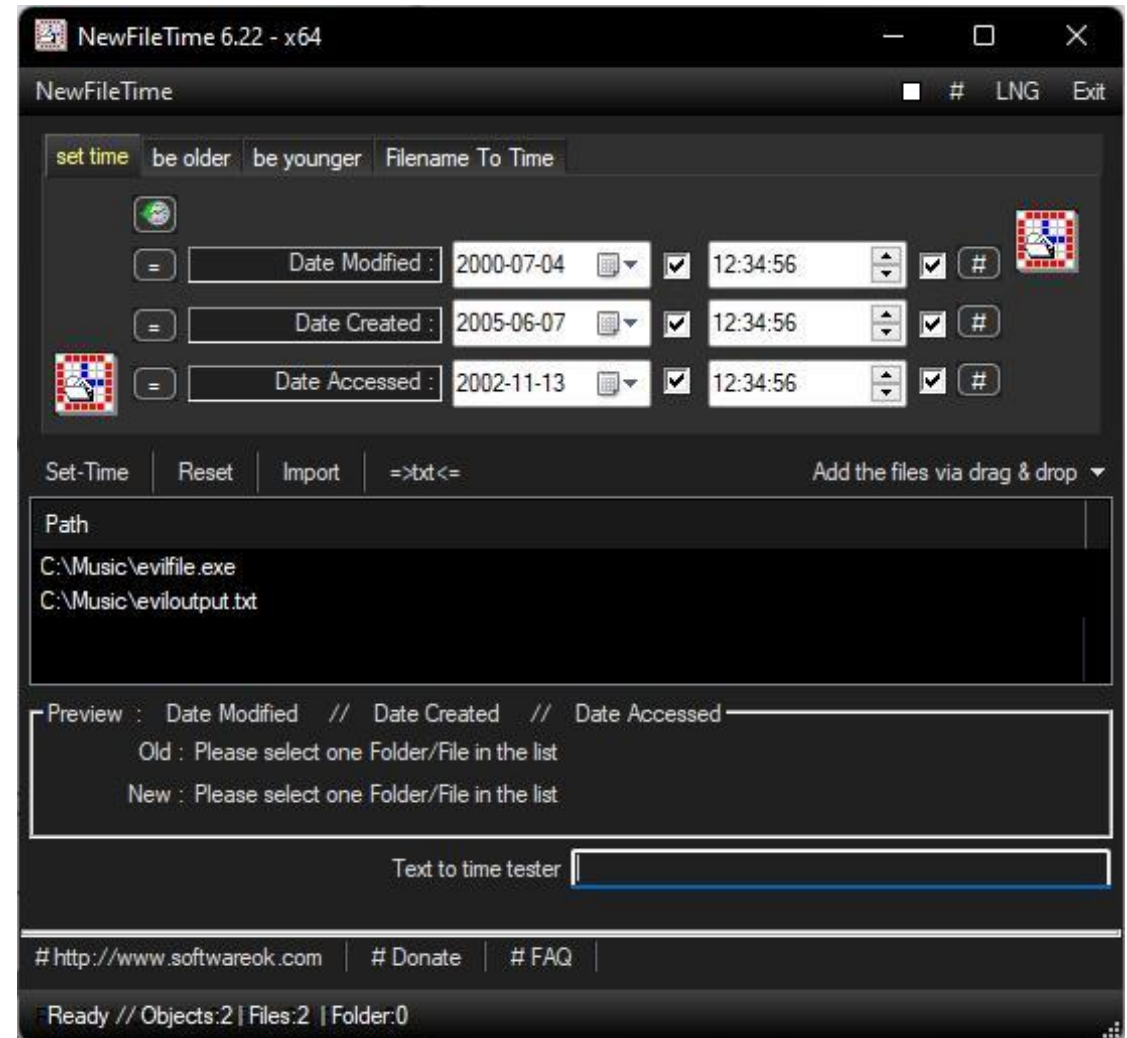 NewFileTime 6.22 - x64
NewFileTime # LNG Exit
set time be older be younger Filename To Time
= Date Modified : 2000-07-04 12:34:56 #
= Date Created : 2005-06-07 12:34:56 #
= Date Accessed : 2002-11-13 12:34:56 #
Set-Time Reset Import =>txt<= Add the files via drag & drop
Path
C:\Music\evilfile.exe
C:\Music\eviloutput.txt
Preview : Date Modified // Date Created // Date Accessed
Old : Please select one Folder/File in the list
New : Please select one Folder/File in the list
Text to time tester
# http://www.softwareok.com # Donate # FAQ
Ready // Objects:2 | Files:2 | Folder:0